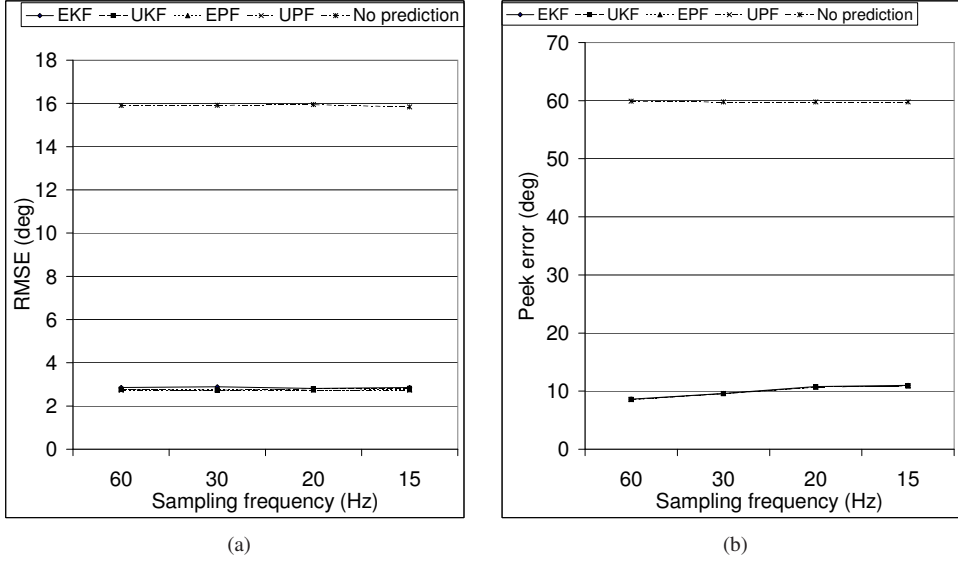 EKF UKF EPF UPF No prediction
18
16
14
12
10
8
6
4
2
0
RMSE (deg)
60 30 20 15
Sampling frequency (Hz)
(a)
EKF UKF EPF UPF No prediction
70
60
50
40
30
20
10
0
Peek error (deg)
60 30 20 15
Sampling frequency (Hz)
(b)